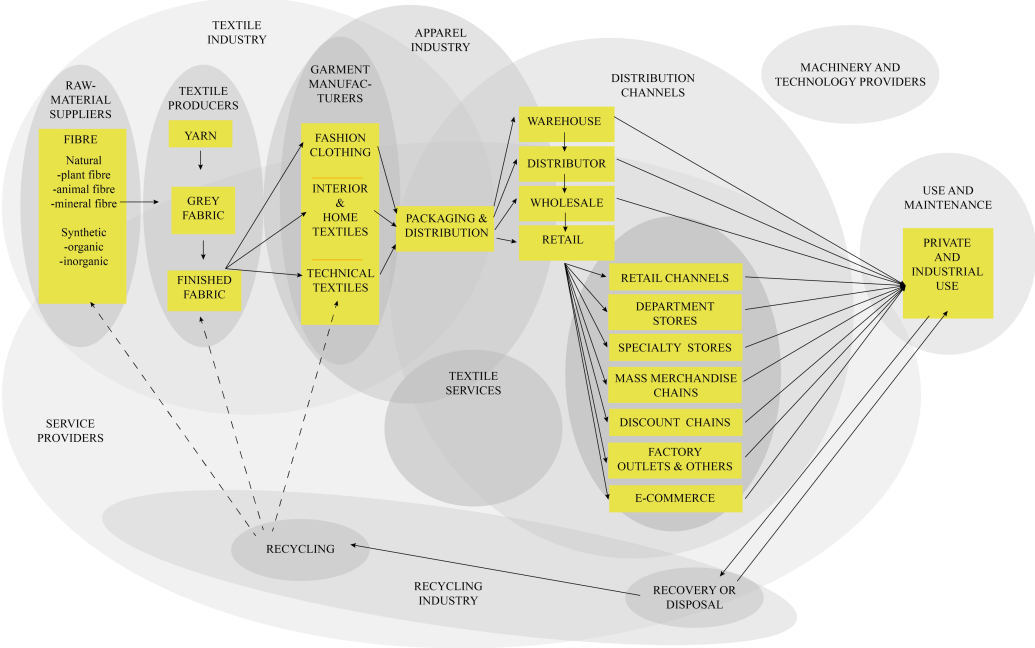 TEXTILE
INDUSTRY
APPAREL
INDUSTRY
RAW-
MATERIAL
SUPPLIERS
TEXTILE
PRODUCERS
GARMENT
MANUFAC-
TURERS
DISTRIBUTION
CHANNELS
MACHINERY AND
TECHNOLOGY PROVIDERS
FIBRE
Natural
-plant fibre
-animal fibre
-mineral fibre
Synthetic
-organic
-inorganic
YARN
GREY
FABRIC
FINISHED
FABRIC
FASHION
CLOTHING
INTERIOR
&
HOME
TEXTILES
TECHNICAL
TEXTILES
PACKAGING &
DISTRIBUTION
WAREHOUSE
DISTRIBUTOR
WHOLESALE
RETAIL
RETAIL CHANNELS
DEPARTMENT
STORES
SPECIALTY STORES
MASS MERCHANDISE
CHAINS
DISCOUNT CHAINS
FACTORY
OUTLETS & OTHERS
E-COMMERCE
USE AND
MAINTENANCE
PRIVATE
AND
INDUSTRIAL
USE
TEXTILE
SERVICES
SERVICE
PROVIDERS
RECYCLING
RECYCLING
INDUSTRY
RECOVERY OR
DISPOSAL